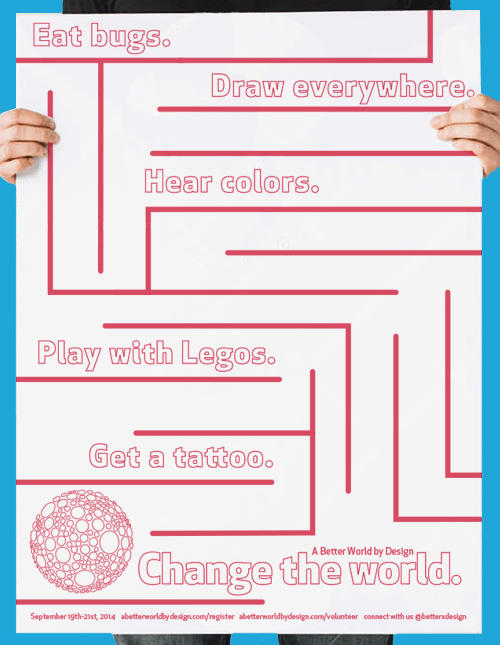 Eat bugs.
Draw everywhere.
Hear colors.
Play with Legos.
Get a tattoo.
A Better World by Design
Change the world.
September 19th-21st, 2014 abetterworldbydesign.com/register abetterworldbydesign.com/volunteer connect with us @betterxdesign